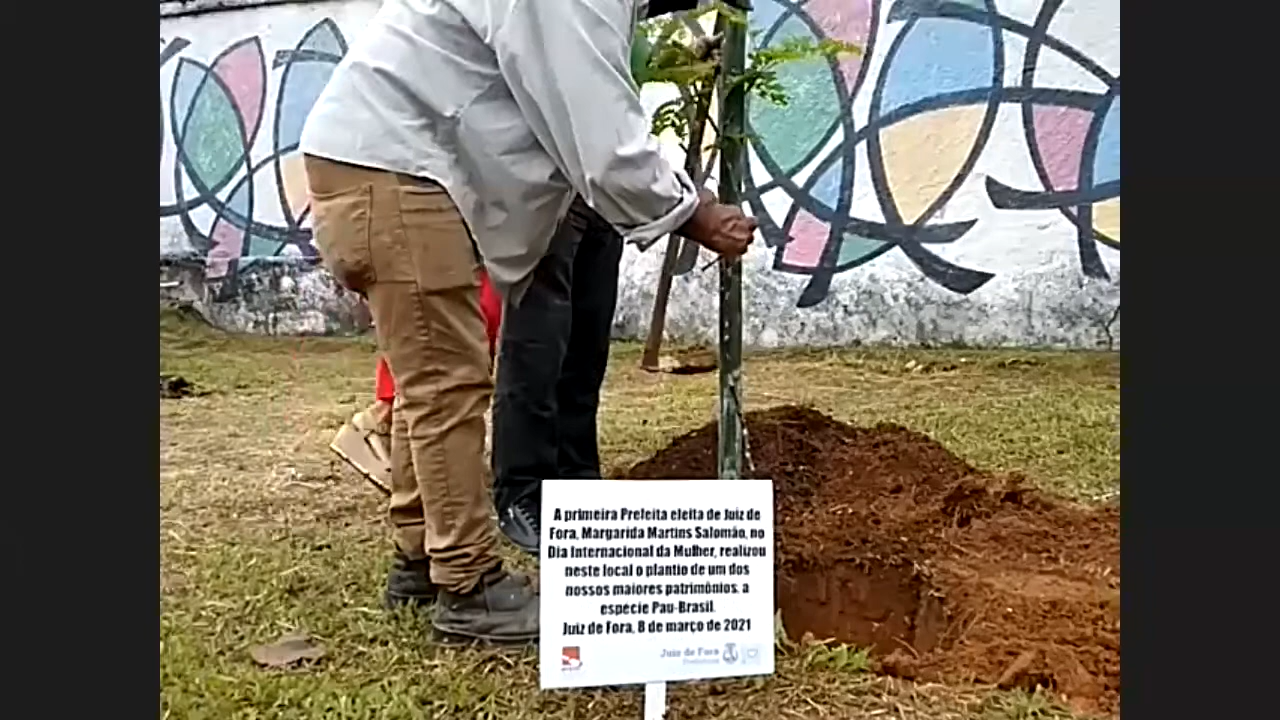 A primeira Prefeita eleita de Juiz de
Fora, Margarida Martins Salomão, no
Dia Internacional da Mulher, realizou
neste local o plantio de um dos
nossos maiores patrimônios, a
espécie Pau-Brasil.
Juiz de Fora, 8 de março de 2021
Juiz de Fora